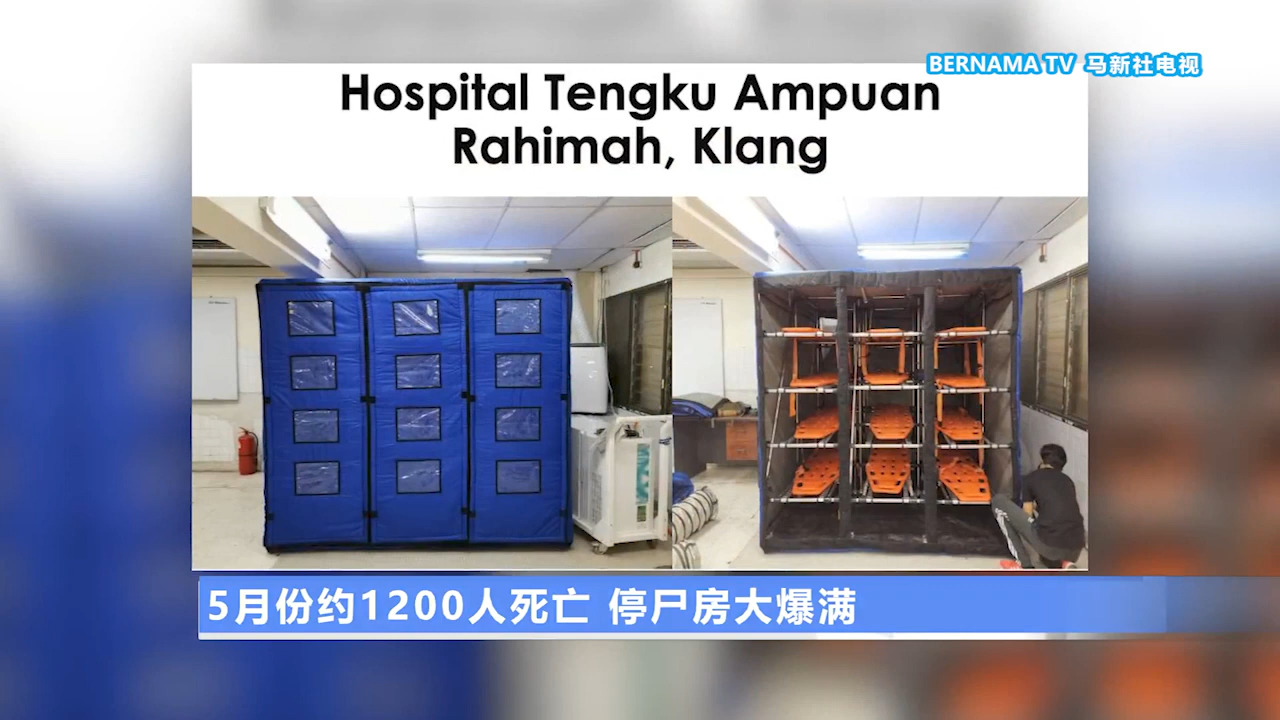 BERNAMA TV 马新社电视
Hospital Tengku Ampuan
Rahimah, Klang
5月份约1200人死亡 停尸房大爆满